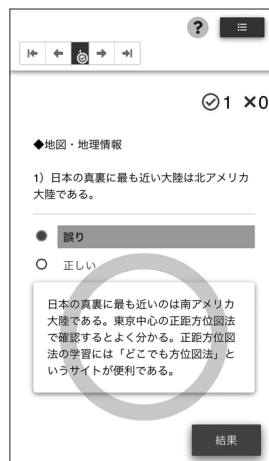 ?
1
✓1 ×0
◆地図・地理情報
1）日本の真裏に最も近い大陸は北アメリカ
大陸である。
誤り
正しい
日本の真裏に最も近いのは南アメリカ
大陸である。東京中心の正距方位図法
で確認するとよく分かる。正距方位図
法の学習には「どこでも方位図法」と
いうサイトが便利である。
結果